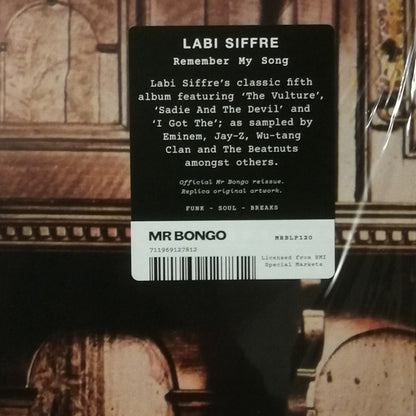 LABI SIFFRE
Remember My Song
Labi Siffre's classic fifth
album featuring 'The Vulture',
'Sadie And The Devil' and
'I Got The'; as sampled by
Eminem, Jay-Z, Wu-tang
Clan and The Beatnuts
amongst others.
Official Mr Bongo reissue.
Replica original artwork.
FUNK - SOUL - BREAKS
MR BONGO
MRBLP120
711969127812
Licensed from EMI
Special Markets